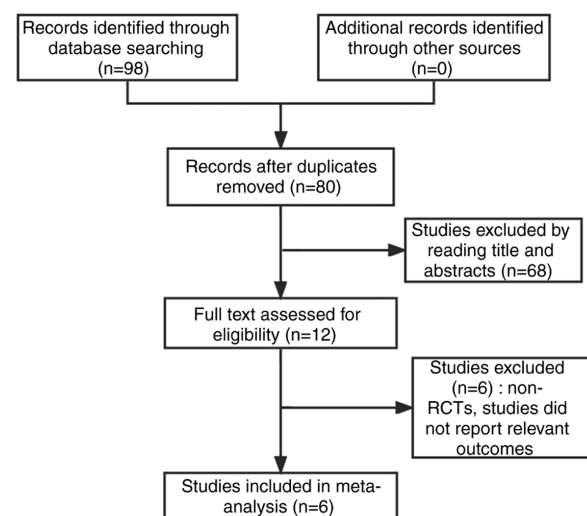 Records identified through
database searching
(n=98)
Additional records identified
through other sources
(n=0)
Records after duplicates
removed (n=80)
Studies excluded by
reading title and
abstracts (n=68)
Full text assessed for
eligibility (n=12)
Studies excluded
(n=6) : non-
RCTs, studies did
not report relevant
outcomes
Studies included in meta-
analysis (n=6)